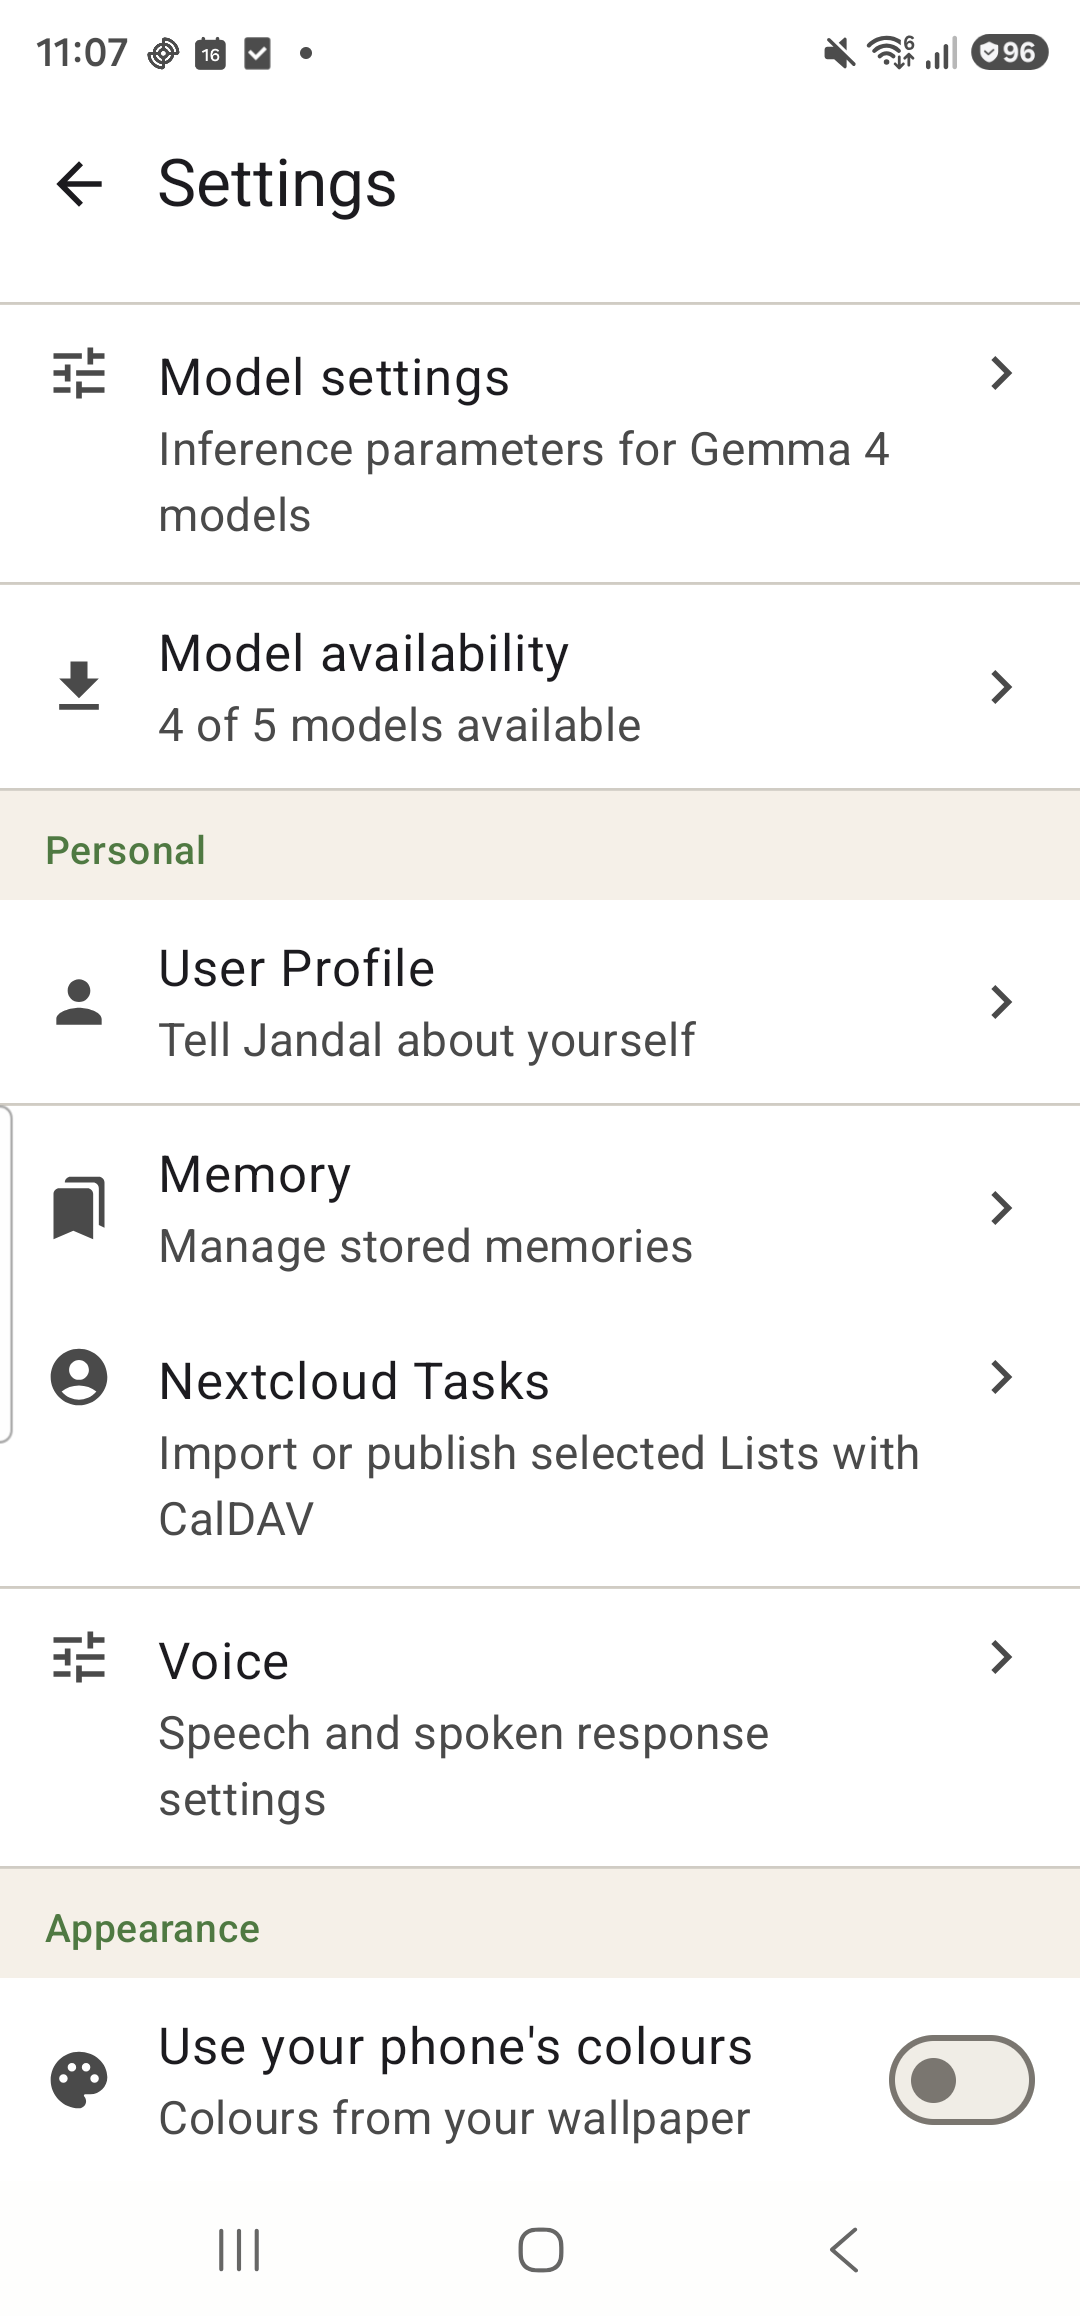 11:07
16
6
96
Settings
Model settings
Inference parameters for Gemma 4
models
Model availability
4 of 5 models available
Personal
User Profile
Tell Jandal about yourself
Memory
Manage stored memories
Nextcloud Tasks
Import or publish selected Lists with
CalDAV
Voice
Speech and spoken response
settings
Appearance
Use your phone's colours
Colours from your wallpaper